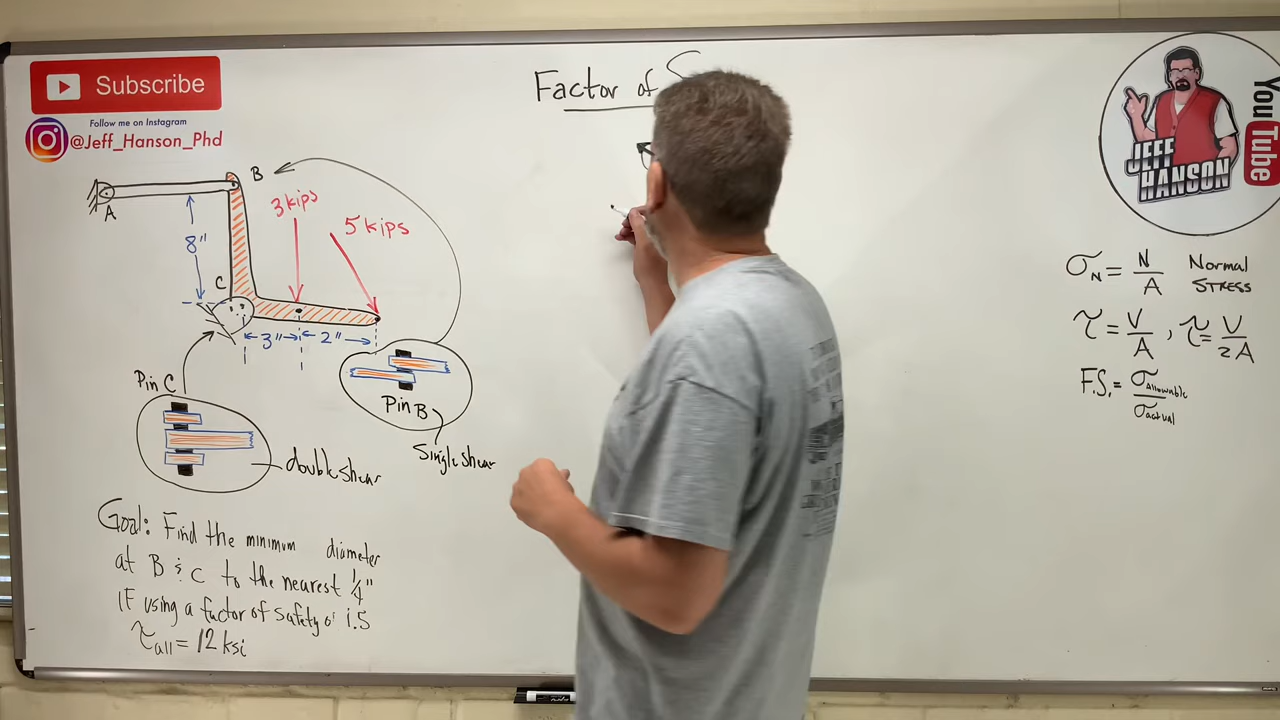 Subscribe
Follow me on Instagram
@Jeff_Hanson_Phd
Factor of S
B
A
3 kips
5 kips
8"
C
3"
2"
Pin C
Pin B
Single shear
double shear
Goal: Find the minimum diameter
at B & C to the nearest 1/4"
IF using a factor of safety of 1.5
τall = 12 ksi
JEFF
HANSON
YouTube
σN = N/A Normal Stress
τ = V/A , τ = V/2A
F.S. = σAllowable/σactual